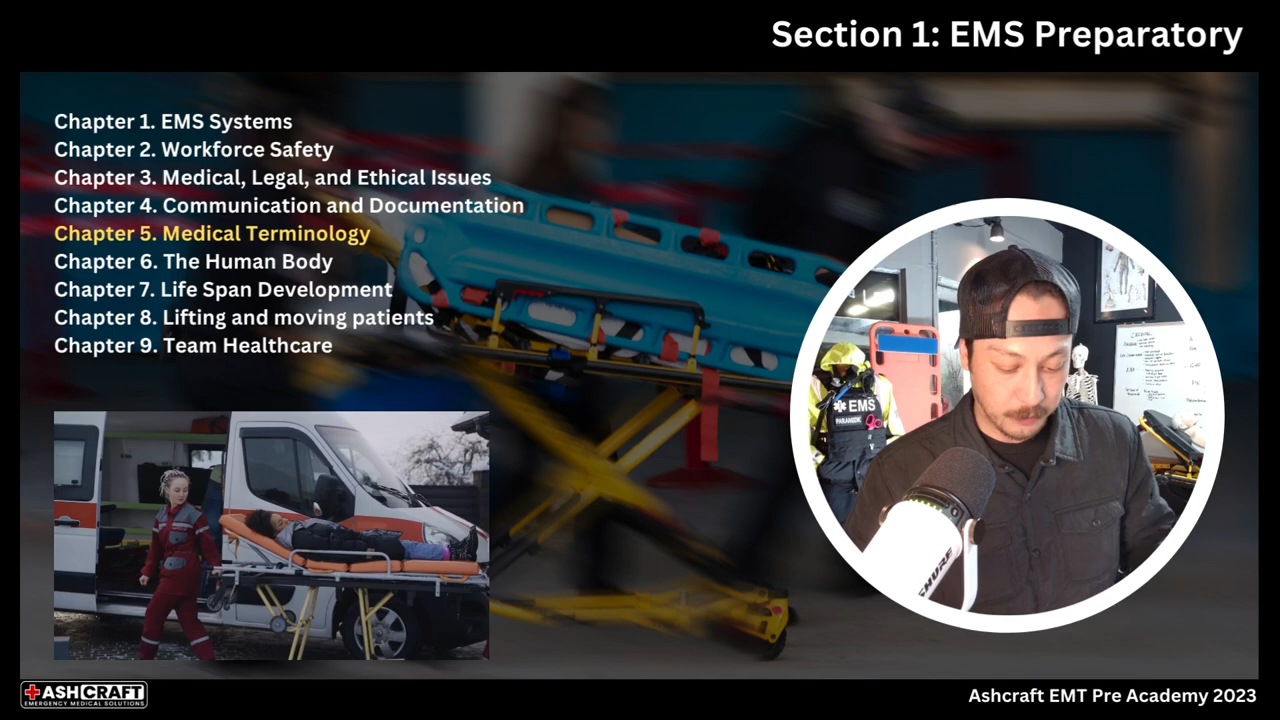 Section 1: EMS Preparatory
Chapter 1. EMS Systems
Chapter 2. Workforce Safety
Chapter 3. Medical, Legal, and Ethical Issues
Chapter 4. Communication and Documentation
Chapter 5. Medical Terminology
Chapter 6. The Human Body
Chapter 7. Life Span Development
Chapter 8. Lifting and moving patients
Chapter 9. Team Healthcare
EMS
PARAMEDIC
SHURE
ASHCRAFT
EMERGENCY MEDICAL SOLUTIONS
Ashcraft EMT Pre Academy 2023